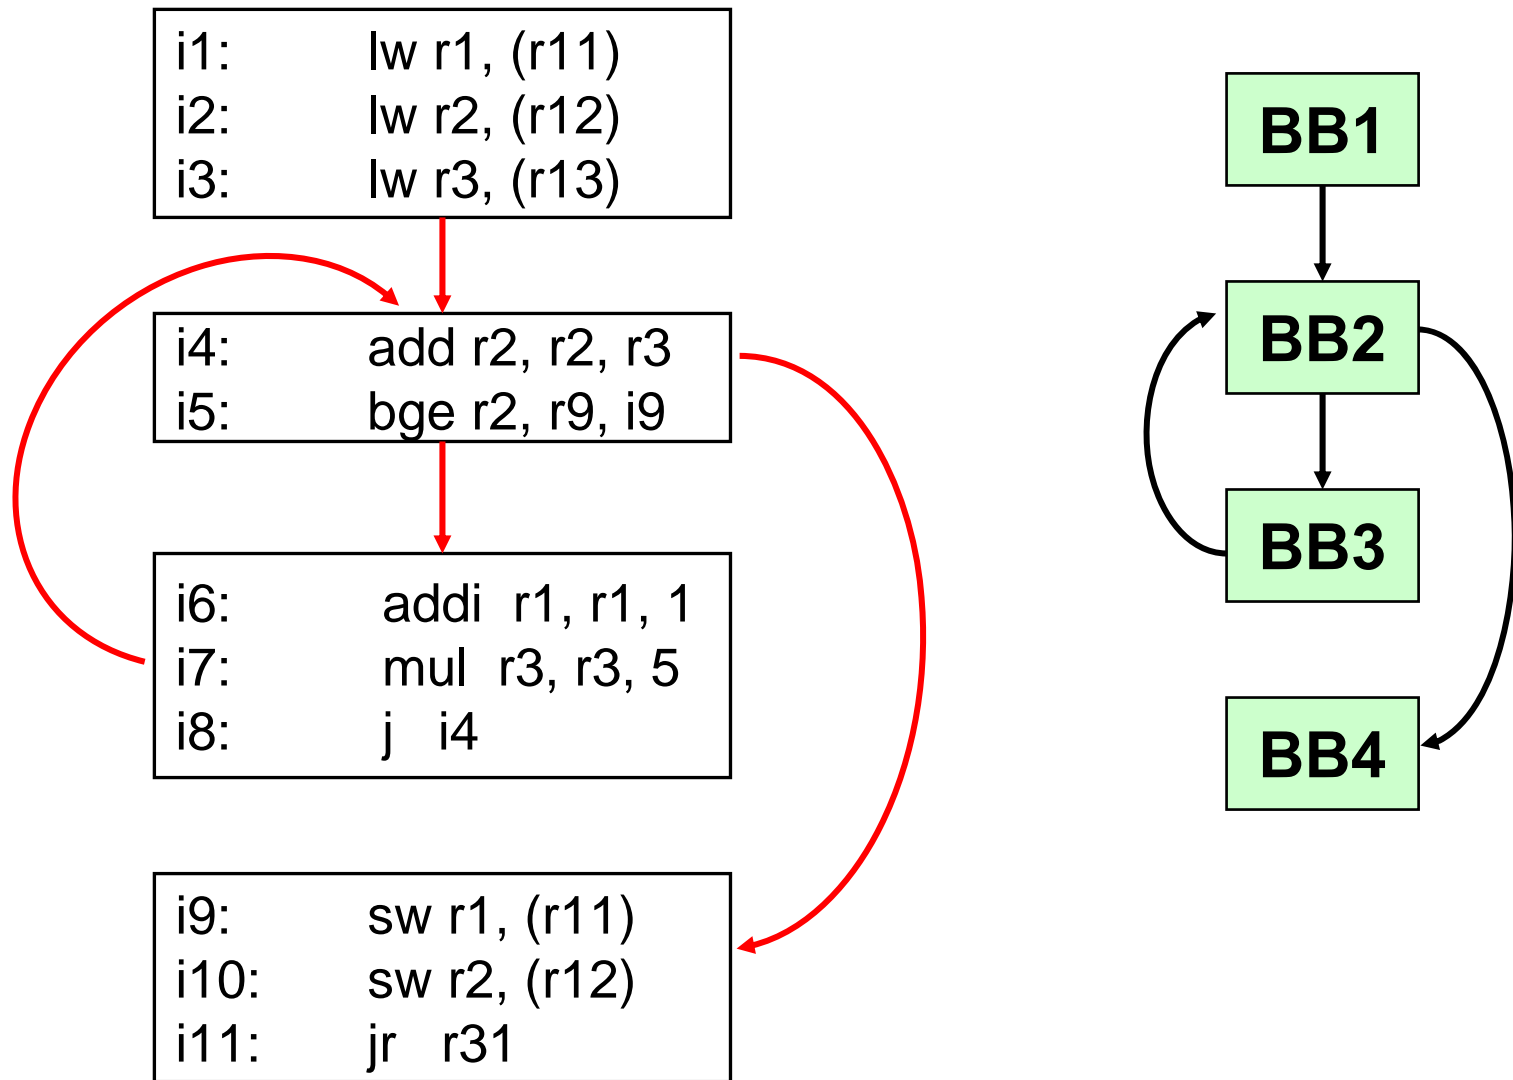 i1: lw r1, (r11)
i2: lw r2, (r12)
i3: lw r3, (r13)
i4: add r2, r2, r3
i5: bge r2, r9, i9
i6: addi r1, r1, 1
i7: mul r3, r3, 5
i8: j i4
i9: sw r1, (r11)
i10: sw r2, (r12)
i11: jr r31
BB1
BB2
BB3
BB4